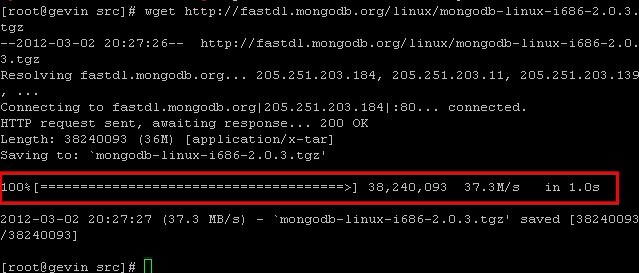 [root@gevin src]# wget http://fastdl.mongodb.org/linux/mongodb-linux-i686-2.0.3.
tgz
--2012-03-02 20:27:26--  http://fastdl.mongodb.org/linux/mongodb-linux-i686-2.0.
3.tgz
Resolving fastdl.mongodb.org... 205.251.203.184, 205.251.203.11, 205.251.203.139
, ...
Connecting to fastdl.mongodb.org|205.251.203.184|:80... connected.
HTTP request sent, awaiting response... 200 OK
Length: 38240093 (36M) [application/x-tar]
Saving to: `mongodb-linux-i686-2.0.3.tgz'
100%[======================================>] 38,240,093  37.3M/s   in 1.0s
2012-03-02 20:27:27 (37.3 MB/s) - `mongodb-linux-i686-2.0.3.tgz' saved [38240093
/38240093]
[root@gevin src]#